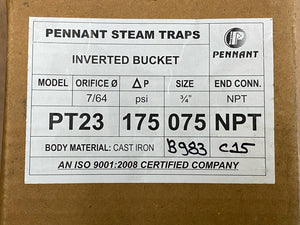 PENNANT STEAM TRAPS
INVERTED BUCKET
P
PENNANT
MODEL ORIFICE Ø Δ P SIZE END CONN.
7/64 psi ¾" NPT
PT23 175 075 NPT
BODY MATERIAL: CAST IRON B983 C15
AN ISO 9001:2008 CERTIFIED COMPANY